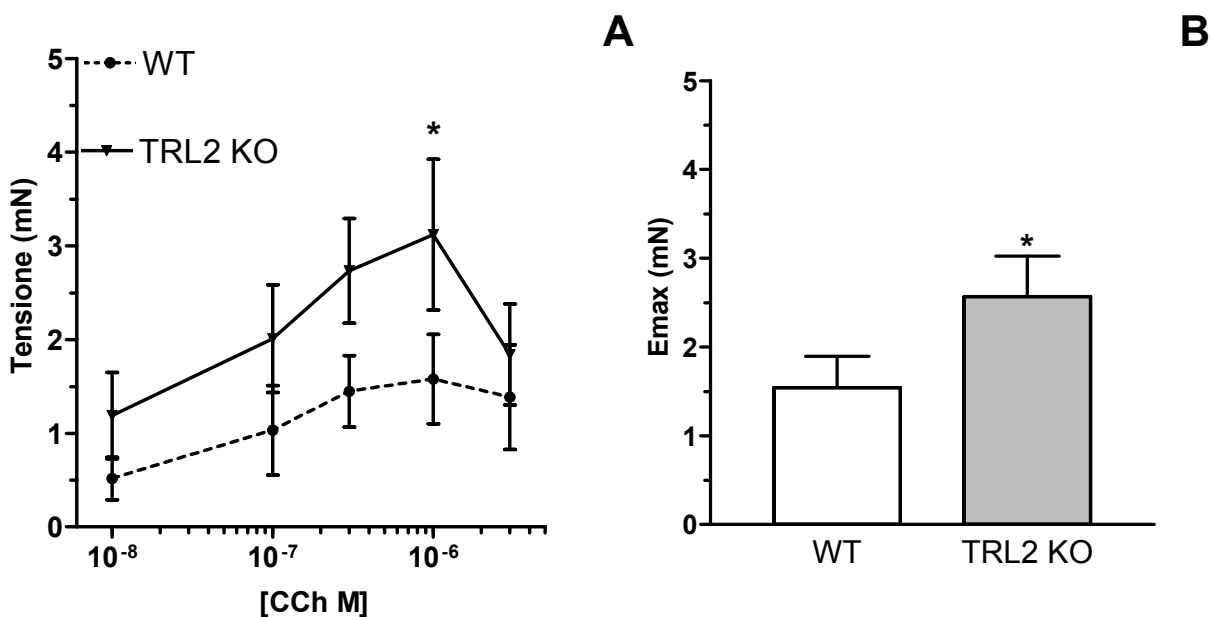 A
B
5
4
3
2
1
0
Tensione (mN)
WT
TRL2 KO
*
10-8
10-7
10-6
[CCh M]
5
4
3
2
1
0
Emax (mN)
*
WT
TRL2 KO